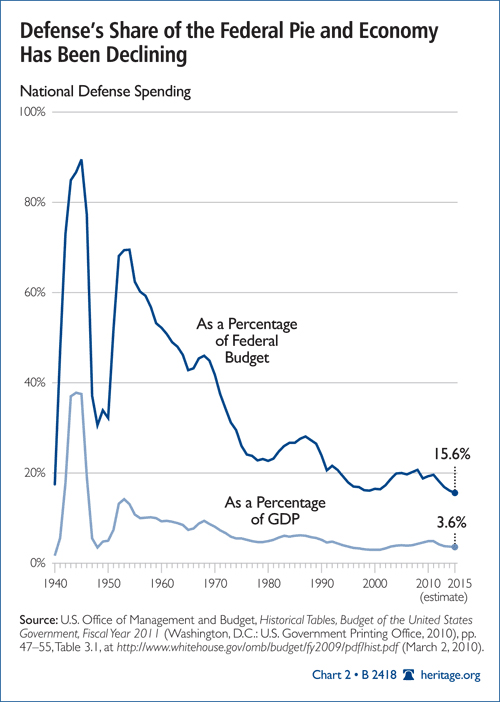 Defense's Share of the Federal Pie and Economy
Has Been Declining
National Defense Spending
100%
80%
60%
40%
20%
0%
As a Percentage
of Federal
Budget
15.6%
As a Percentage
of GDP
3.6%
1940 1950 1960 1970 1980 1990 2000 2010 2015
(estimate)
Source: U.S. Office of Management and Budget, Historical Tables, Budget of the United States
Government, Fiscal Year 2011 (Washington, D.C.: U.S. Government Printing Office, 2010), pp.
47–55, Table 3.1, at http://www.whitehouse.gov/omb/budget/fy2009/pdf/hist.pdf (March 2, 2010).
Chart 2 • B 2418 heritage.org